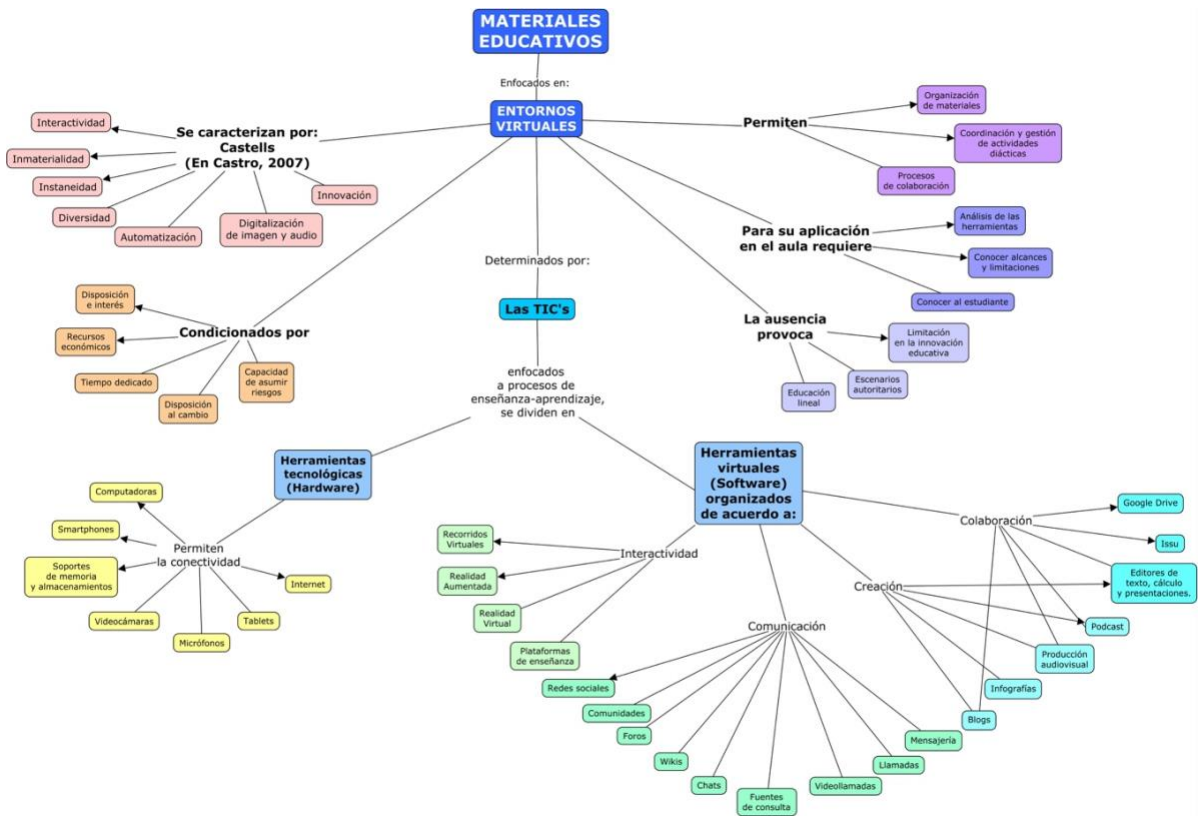 MATERIALES
EDUCATIVOS
Enfocados en:
ENTORNOS
VIRTUALES
Se caracterizan por:
Castells
(En Castro, 2007)
Interactividad
Inmaterialidad
Instaneidad
Diversidad
Automatización
Digitalización
de imagen y audio
Innovación
Permiten
Organización
de materiales
Coordinación y gestión
de actividades
diácticas
Procesos
de colaboración
Para su aplicación
en el aula requiere
Análisis de las
herramientas
Conocer alcances
y limitaciones
Conocer al estudiante
La ausencia
provoca
Limitación
en la innovación
educativa
Escenarios
autoritarios
Educación
lineal
Condicionados por
Disposición
e interés
Recursos
económicos
Tiempo dedicado
Disposición
al cambio
Capacidad
de asumir
riesgos
Determinados por:
Las TIC's
enfocados
a procesos de
enseñanza-aprendizaje,
se dividen en
Herramientas
tecnológicas
(Hardware)
Permiten
la conectividad
Computadoras
Smartphones
Soportes
de memoria
y almacenamientos
Videocámaras
Micrófonos
Tablets
Internet
Herramientas
virtuales
(Software)
organizados
de acuerdo a:
Interactividad
Recorridos
Virtuales
Realidad
Aumentada
Realidad
Virtual
Plataformas
de enseñanza
Comunicación
Redes sociales
Comunidades
Foros
Wikis
Chats
Fuentes
de consulta
Videollamadas
Llamadas
Mensajería
Creación
Colaboración
Google Drive
Issu
Editores de
texto, cálculo
y presentaciones.
Podcast
Producción
audiovisual
Infografías
Blogs